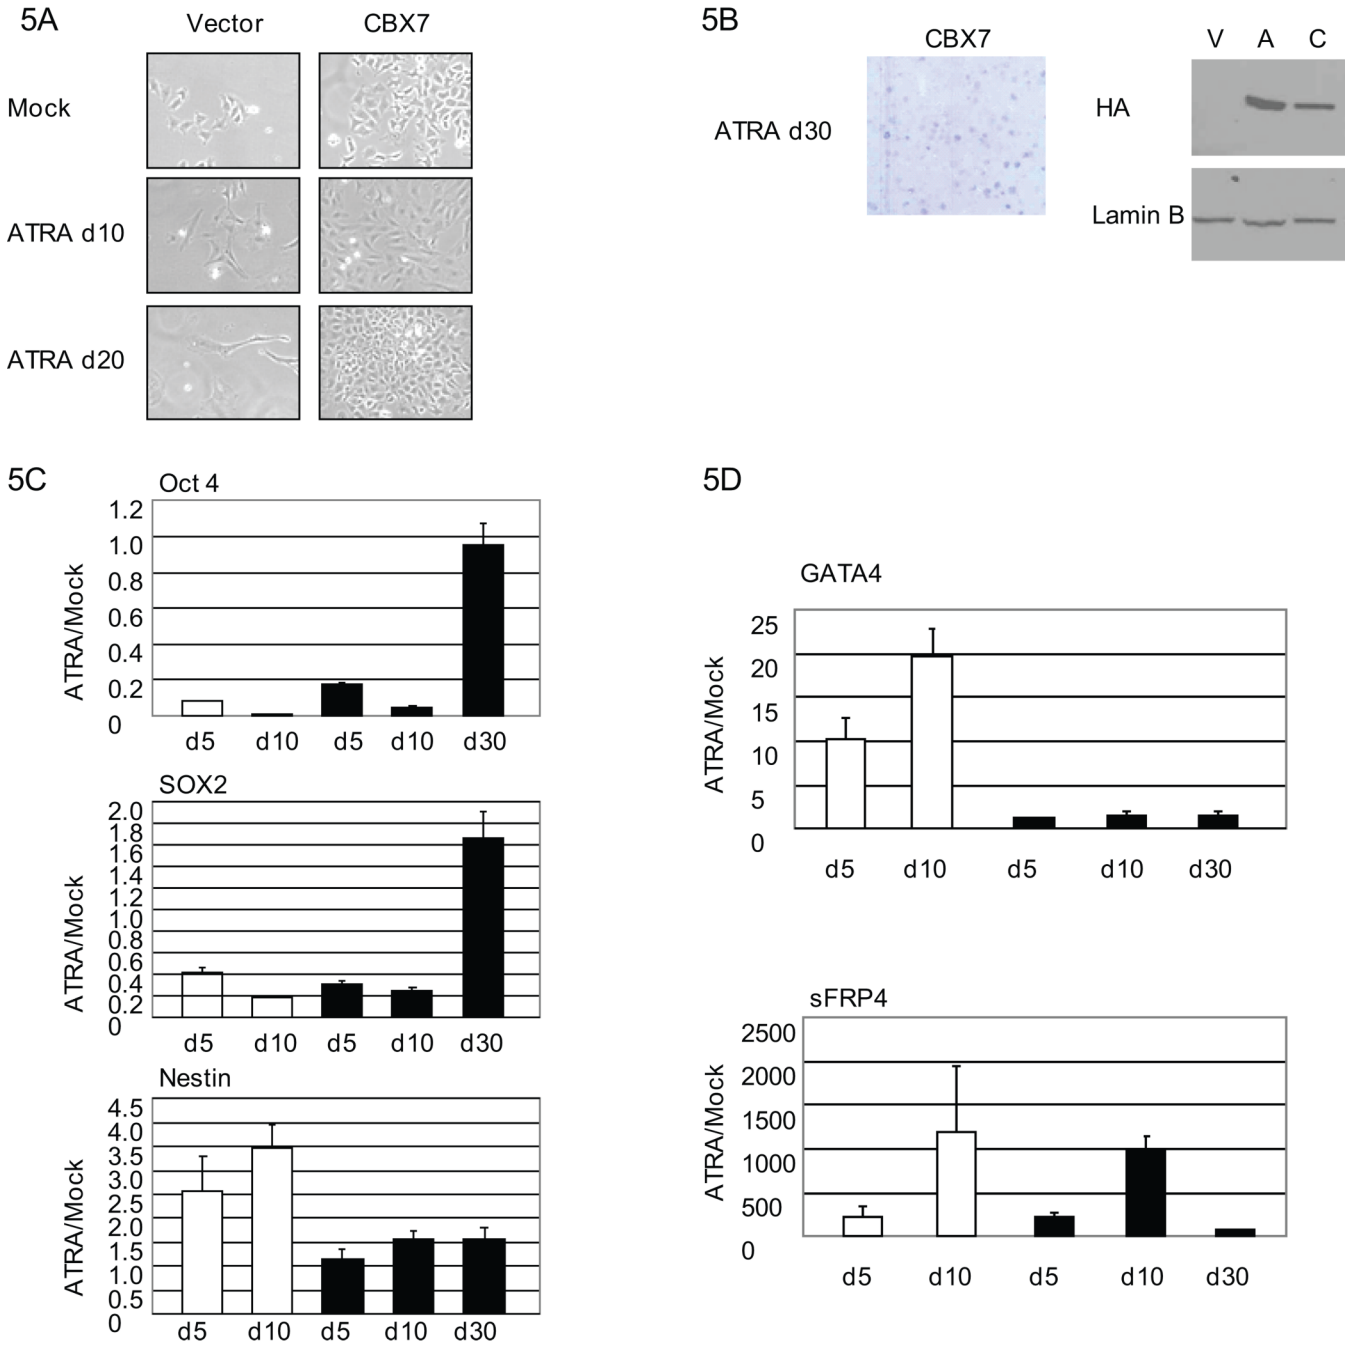 5A
Vector CBX7
Mock
ATRA d10
ATRA d20
5B
CBX7
V A C
ATRA d30
HA
Lamin B
5C
Oct 4
ATRA/Mock
1.2
1.0
0.8
0.6
0.4
0.2
0
d5 d10 d5 d10 d30
SOX2
ATRA/Mock
2.0
1.8
1.6
1.4
1.2
1.0
0.8
0.6
0.4
0.2
0
d5 d10 d5 d10 d30
Nestin
ATRA/Mock
4.5
4.0
3.5
3.0
2.5
2.0
1.5
1.0
0.5
0
d5 d10 d5 d10 d30
5D
GATA4
ATRA/Mock
25
20
15
10
5
0
d5 d10 d5 d10 d30
sFRP4
ATRA/Mock
2500
2000
1500
1000
500
0
d5 d10 d5 d10 d30